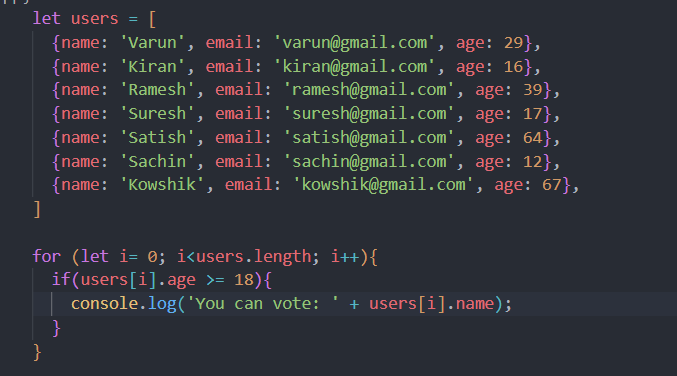 let users = [
{name: 'Varun', email: 'varun@gmail.com', age: 29},
{name: 'Kiran', email: 'kiran@gmail.com', age: 16},
{name: 'Ramesh', email: 'ramesh@gmail.com', age: 39},
{name: 'Suresh', email: 'suresh@gmail.com', age: 17},
{name: 'Satish', email: 'satish@gmail.com', age: 64},
{name: 'Sachin', email: 'sachin@gmail.com', age: 12},
{name: 'Kowshik', email: 'kowshik@gmail.com', age: 67},
]
for (let i= 0; i<users.length; i++){
if(users[i].age >= 18){
console.log('You can vote: ' + users[i].name);
}
}